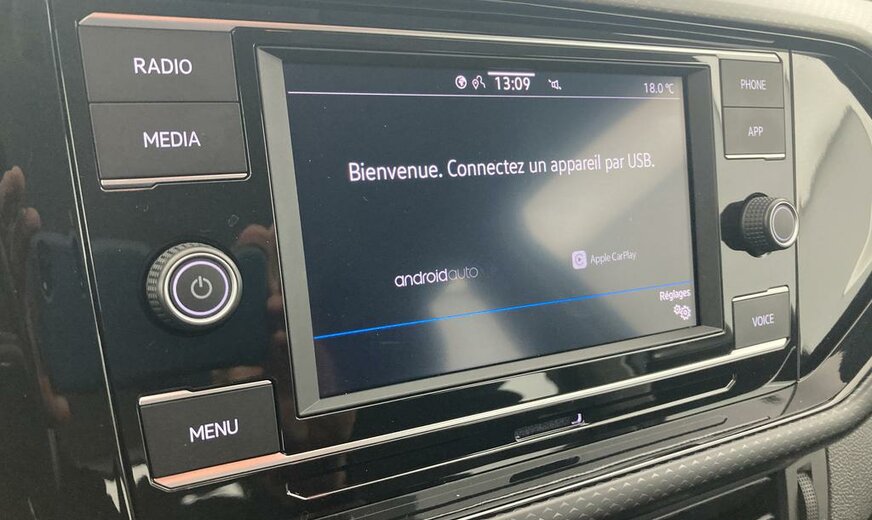 RADIO
MEDIA
13:09
18.0 °C
Bienvenue. Connectez un appareil par USB.
androidauto
Apple CarPlay
Réglages
PHONE
APP
VOICE
MENU